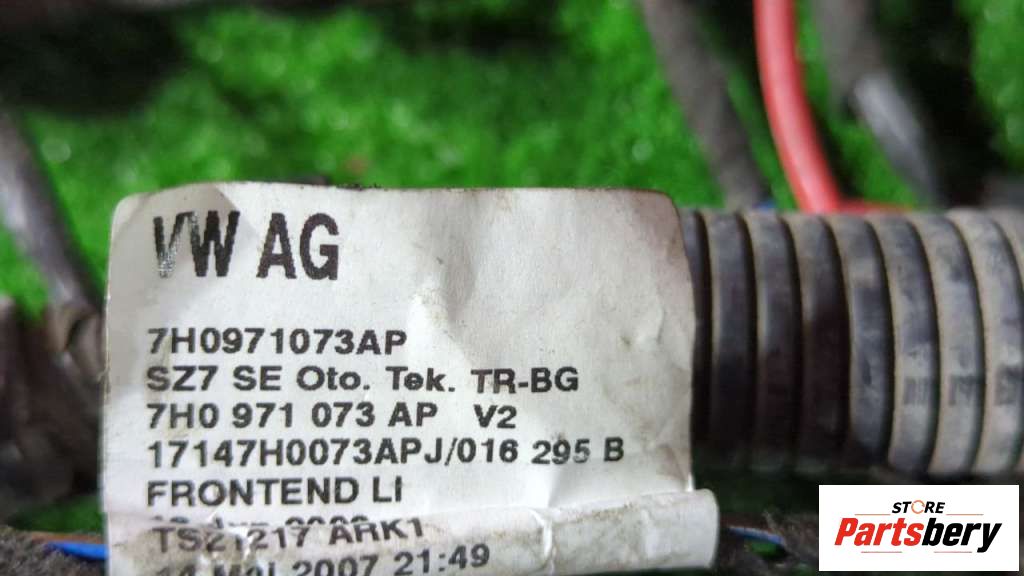 VW AG
7H0971073AP
SZ7 SE Oto. Tek. TR-BG
7H0 971 073 AP V2
17147H0073APJ/016 295 B
FRONTEND LI
TS21217 ARK1
2007 21:49
STORE
Partsbery